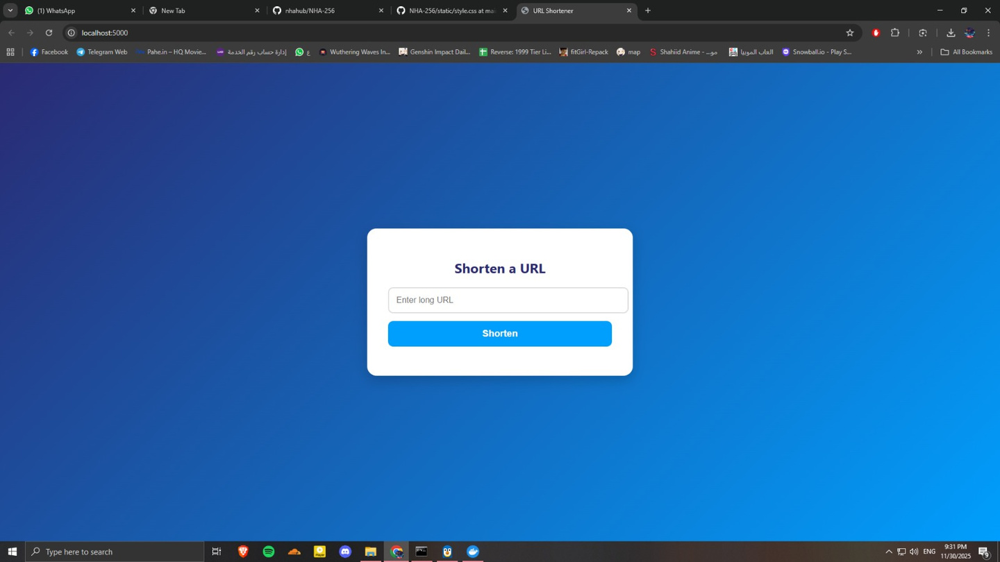 (1) WhatsApp
New Tab
nhahub/NHA-256
NHA-256/static/style.css at ma
URL Shortener
localhost:5000
Facebook
Telegram Web
Pahe.in – HQ Movie...
إدارة حساب رقم الخدمة
ع
Wuthering Waves In...
Genshin Impact Dail...
Reverse: 1999 Tier Li...
fitGirl-Repack
map
Shahiid Anime - ...مو
العاب الموبيا
Snowball.io - Play S...
All Bookmarks
Shorten a URL
Enter long URL
Shorten
Type here to search
ENG
9:31 PM
11/30/2025
9